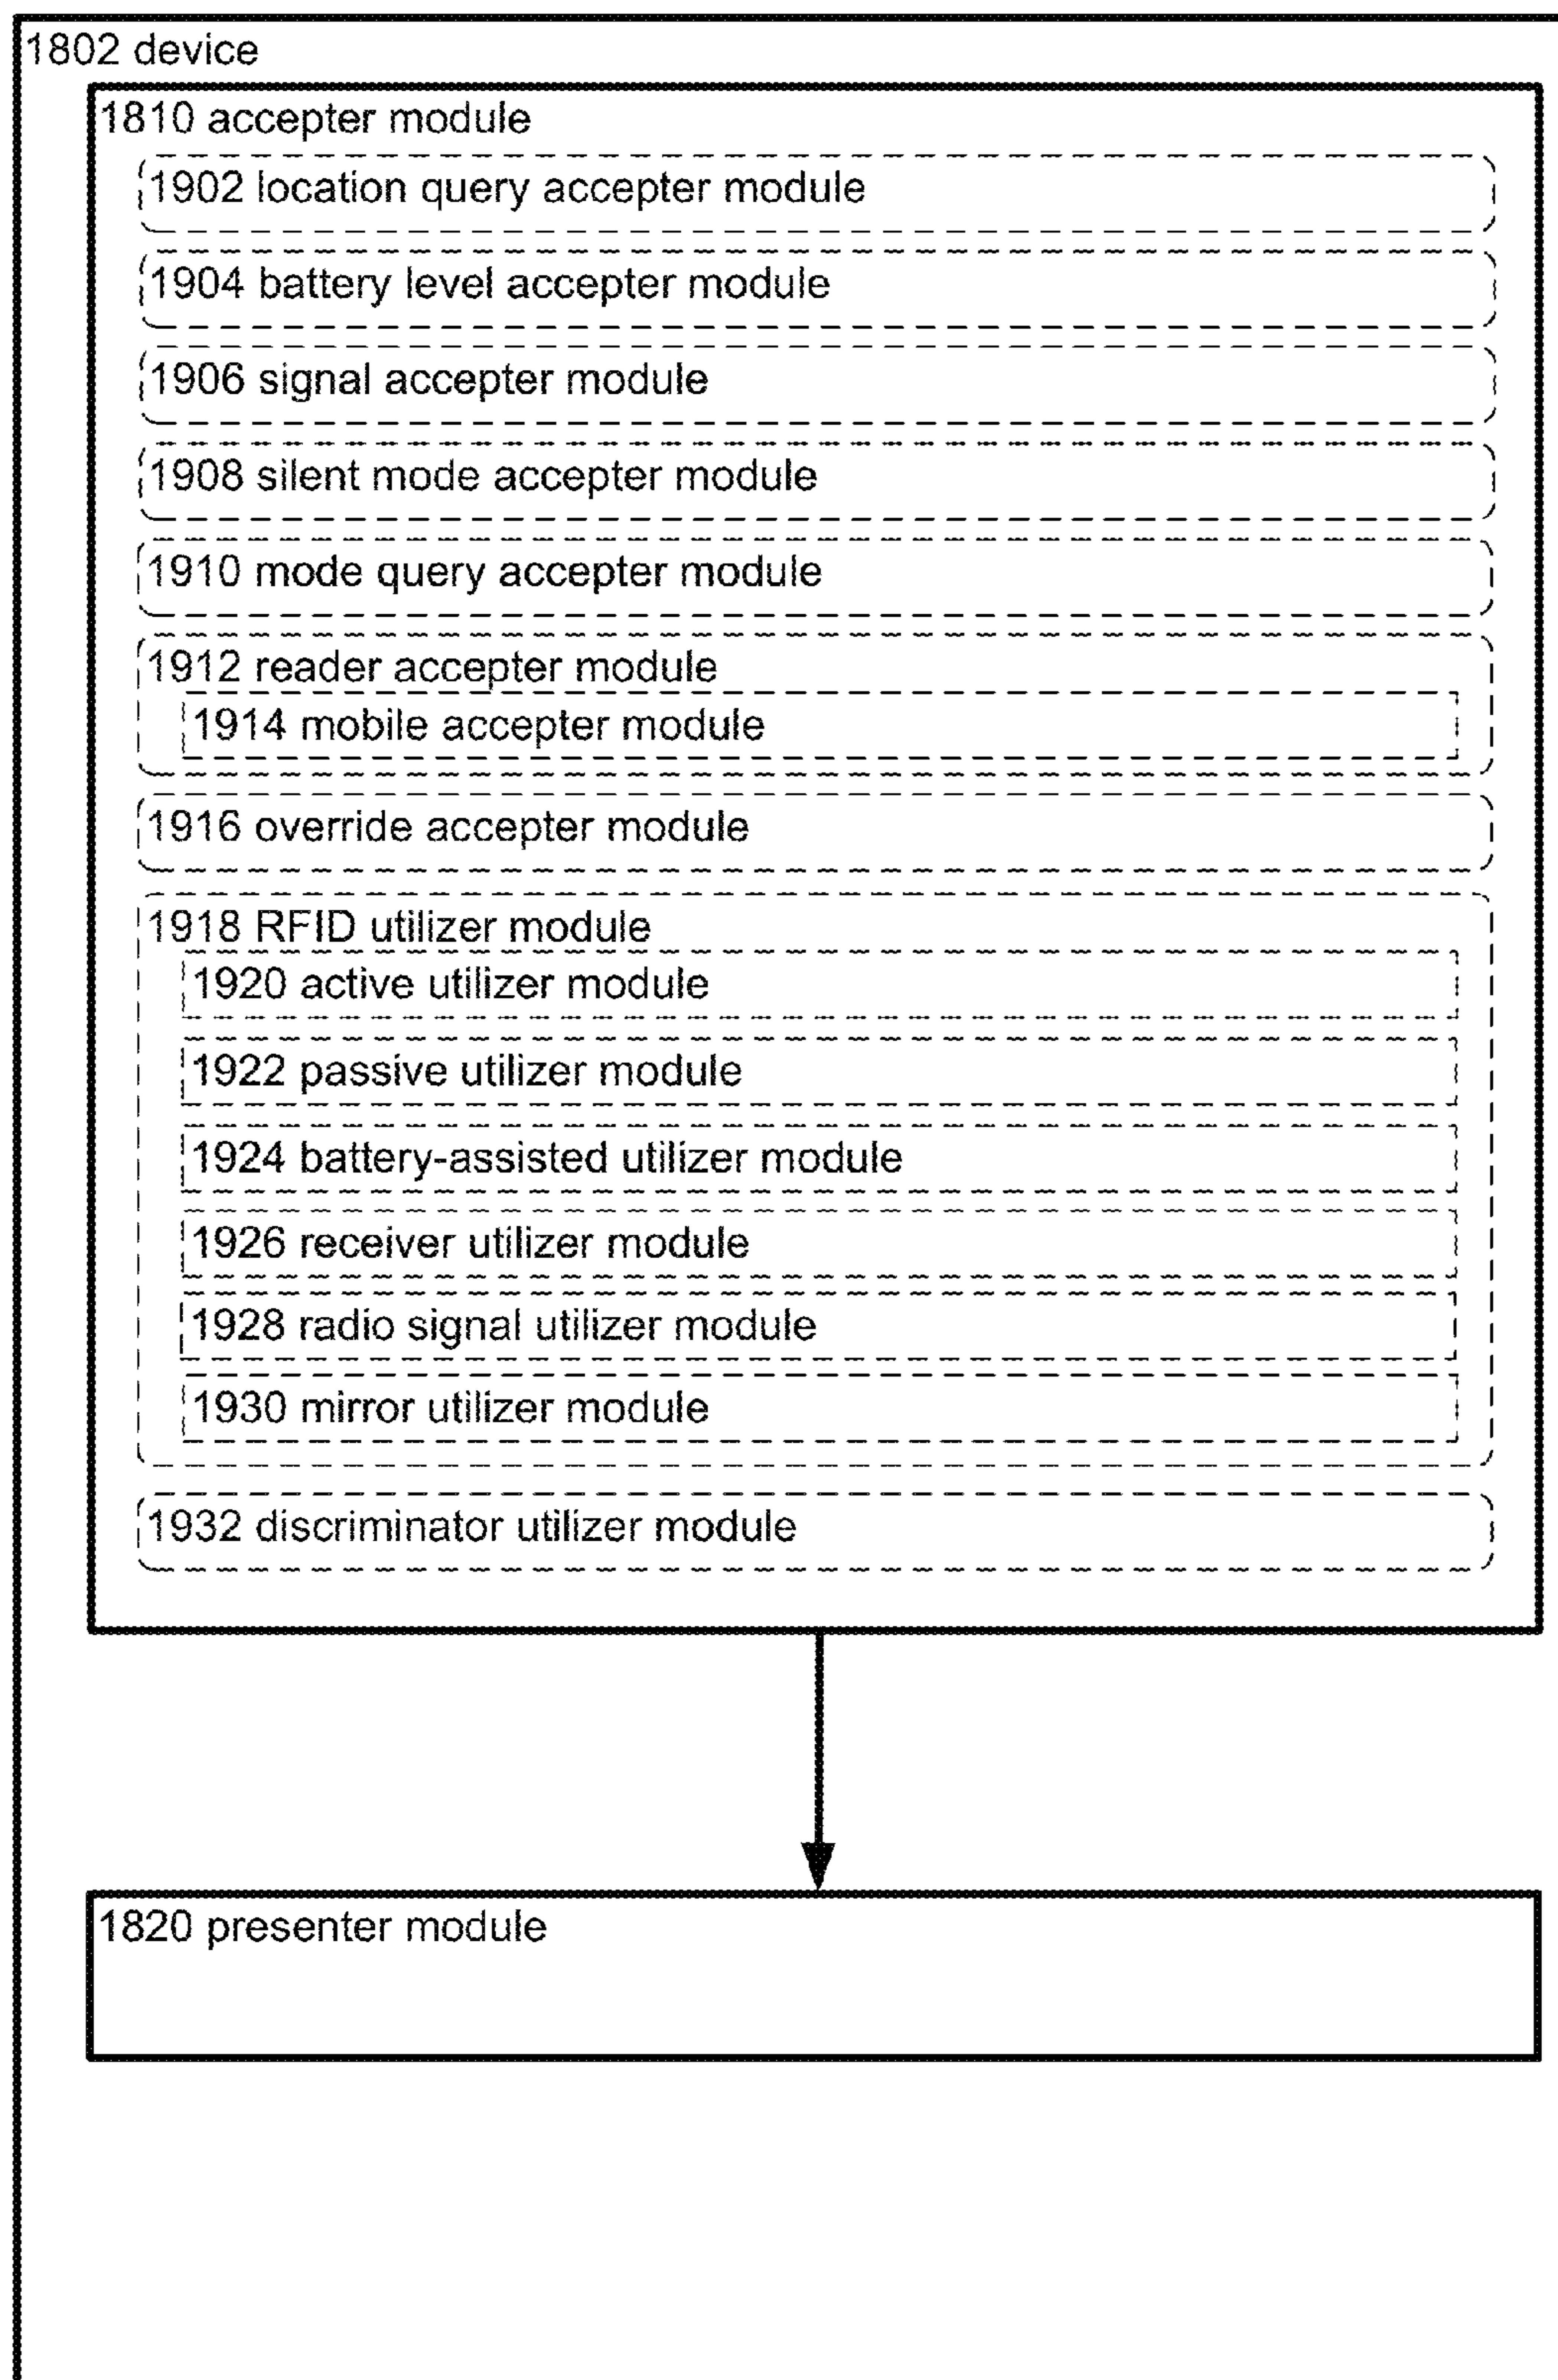 1802 device
1810 accepter module
1902 location query accepter module
1904 battery level accepter module
1906 signal accepter module
1908 silent mode accepter module
1910 mode query accepter module
1912 reader accepter module
1914 mobile accepter module
1916 override accepter module
1918 RFID utilizer module
1920 active utilizer module
1922 passive utilizer module
1924 battery-assisted utilizer module
1926 receiver utilizer module
1928 radio signal utilizer module
1930 mirror utilizer module
1932 discriminator utilizer module
1820 presenter module